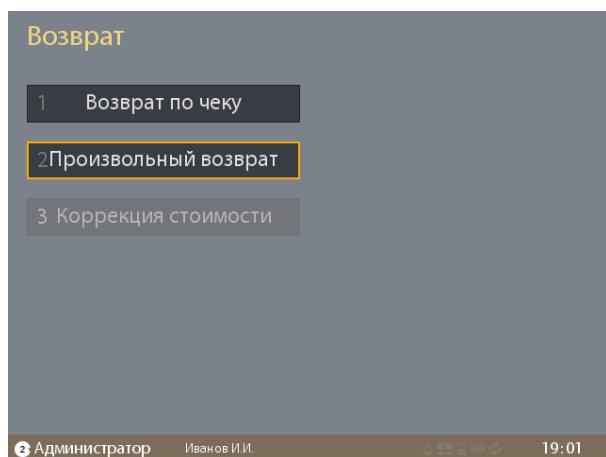 Возврат
1 Возврат по чеку
2Произвольный возврат
3 Коррекция стоимости
2 Администратор Иванов И.И. 19:01